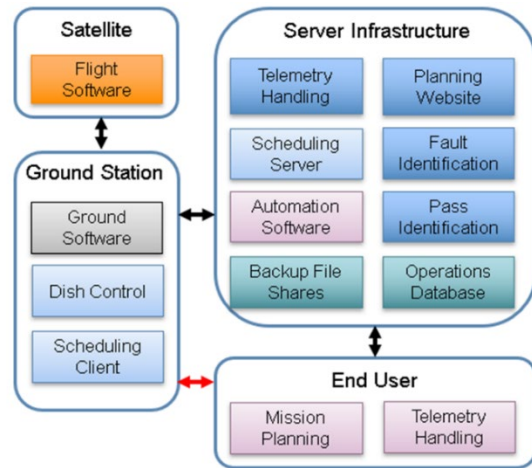 Satellite
Flight
Software
Ground Station
Ground
Software
Dish Control
Scheduling
Client
Server Infrastructure
Telemetry
Handling
Planning
Website
Scheduling
Server
Fault
Identification
Automation
Software
Pass
Identification
Backup File
Shares
Operations
Database
End User
Mission
Planning
Telemetry
Handling